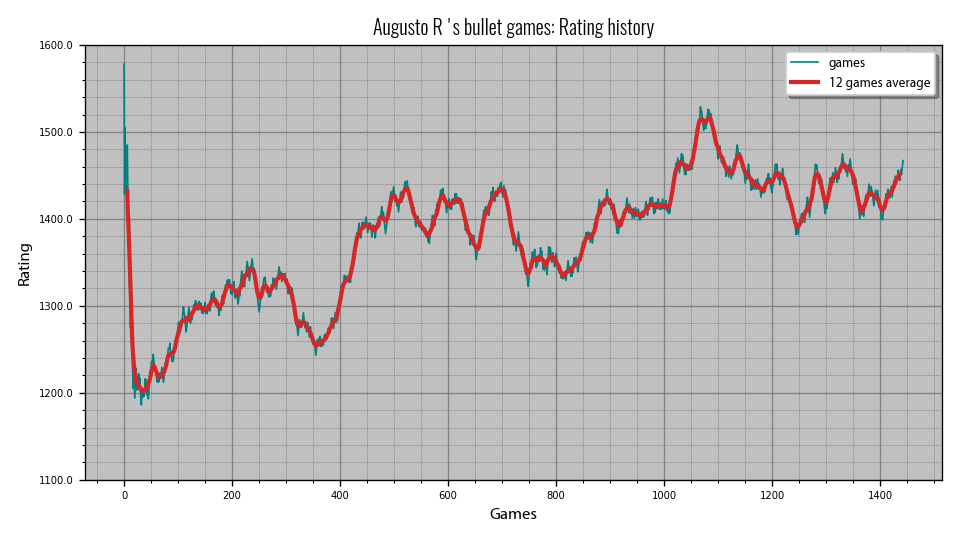 Augusto R 's bullet games: Rating history
1600.0
games
12 games average
1500.0
1400.0
Rating
1300.0
1200.0
1100.0
0 200 400 600 800 1000 1200 1400
Games